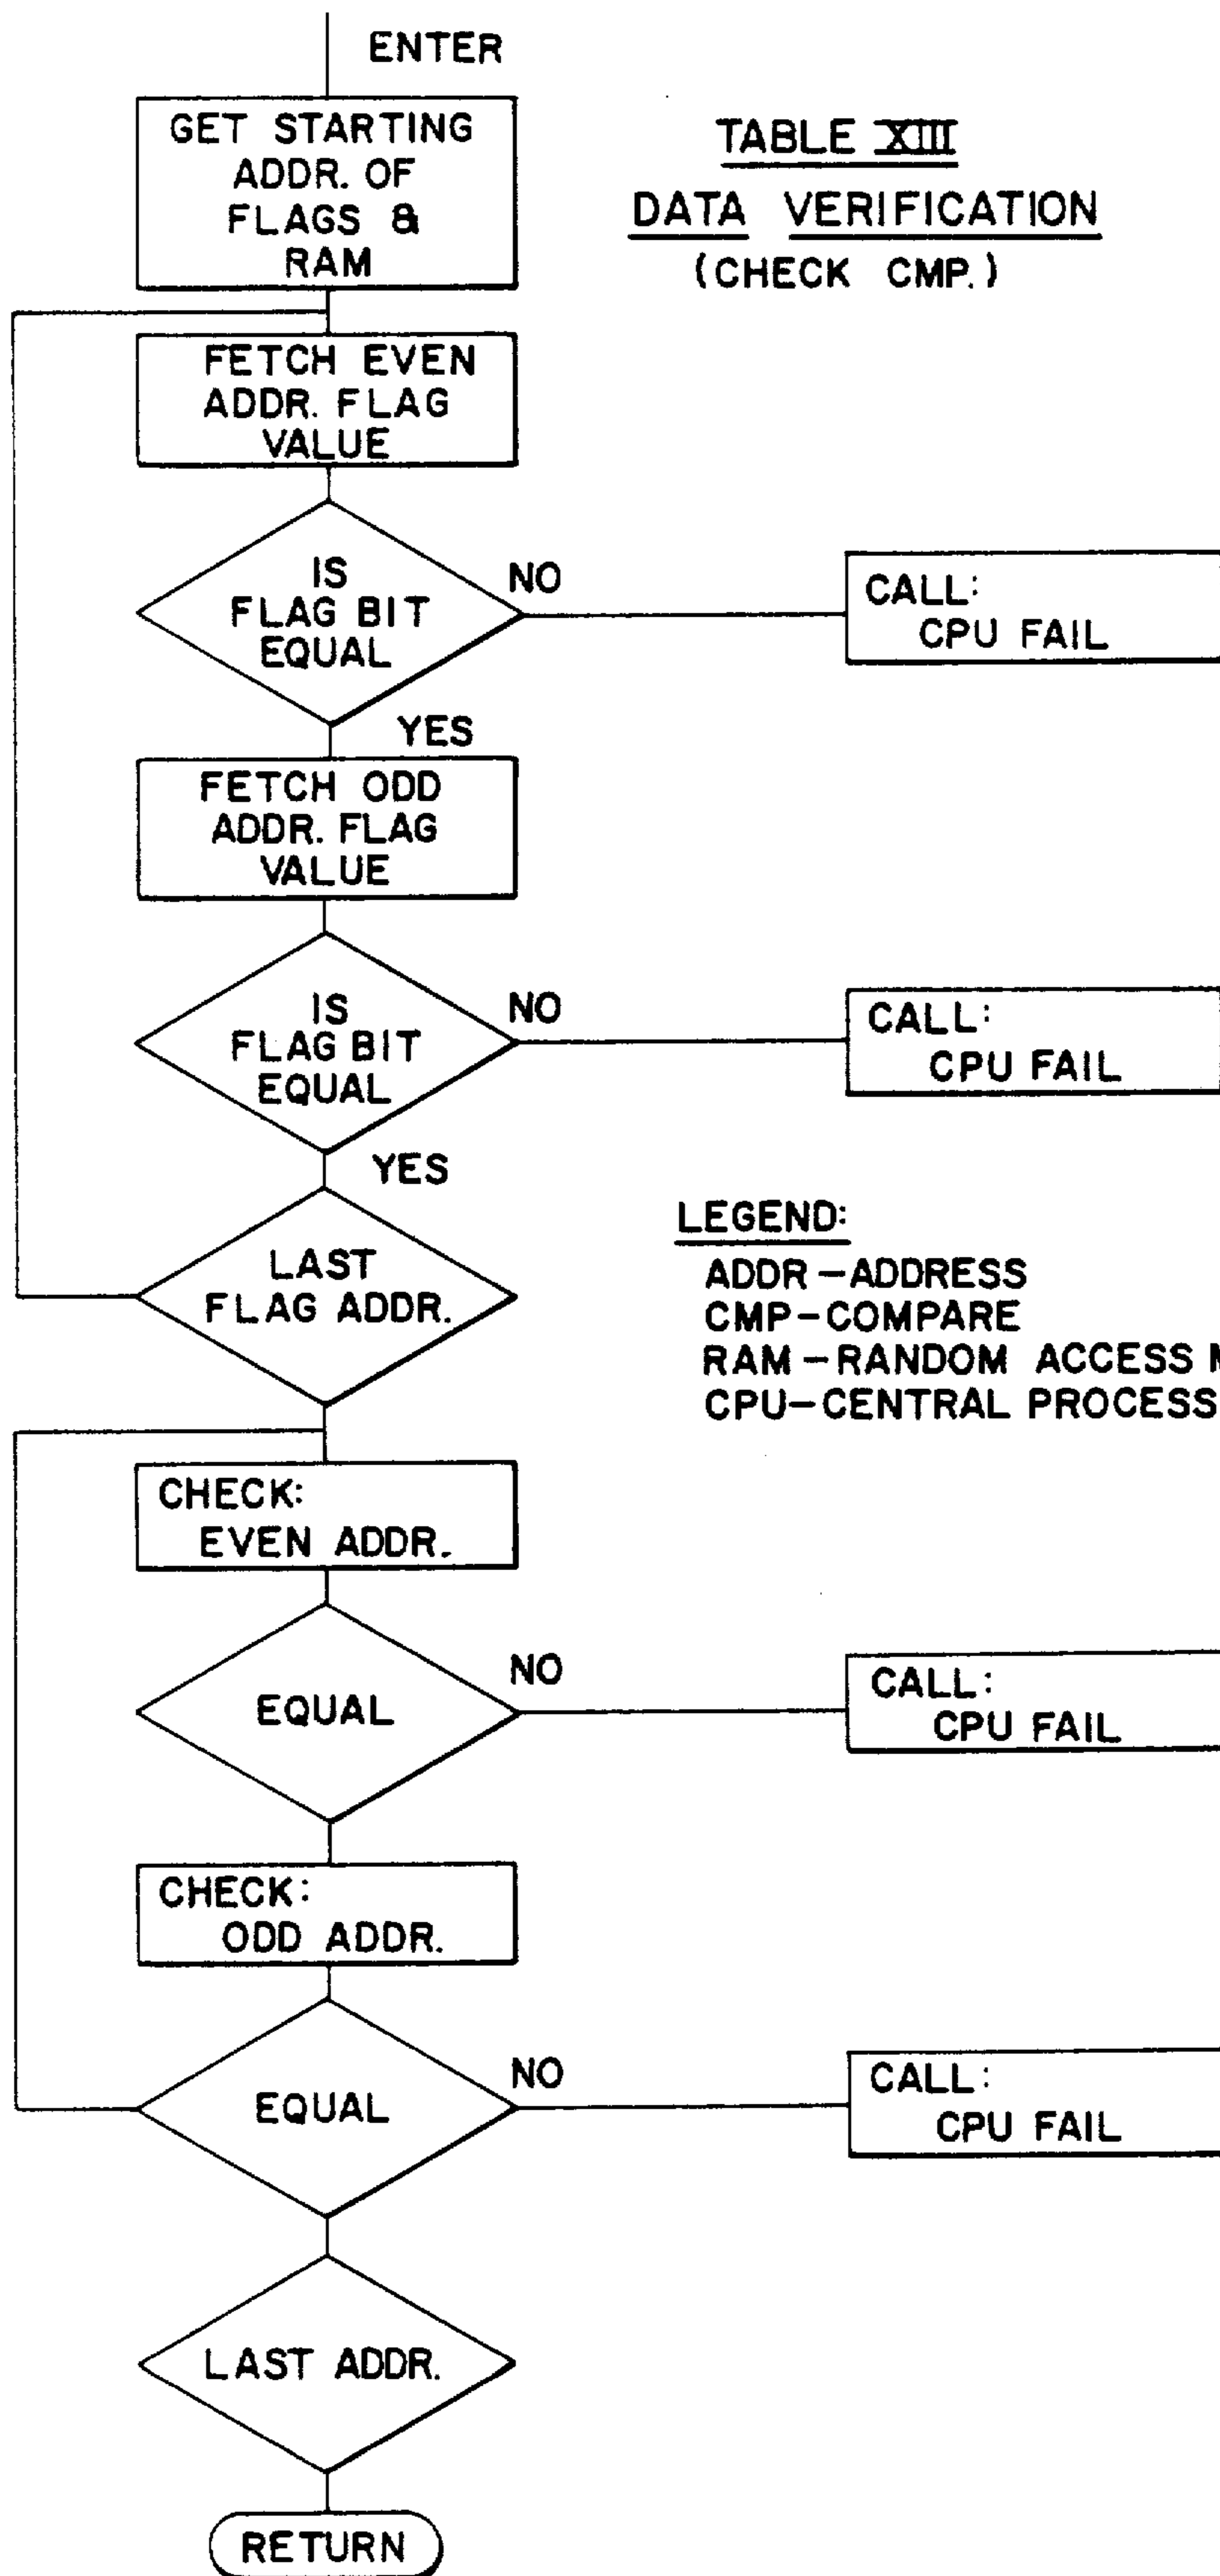 ENTER
GET STARTING
ADDR. OF
FLAGS &
RAM
TABLE XIII
DATA VERIFICATION
(CHECK CMP.)
FETCH EVEN
ADDR. FLAG
VALUE
IS
FLAG BIT
EQUAL
NO
CALL:
CPU FAIL
YES
FETCH ODD
ADDR. FLAG
VALUE
IS
FLAG BIT
EQUAL
NO
CALL:
CPU FAIL
YES
LAST
FLAG ADDR.
LEGEND:
ADDR-ADDRESS
CMP-COMPARE
RAM-RANDOM ACCESS
CPU-CENTRAL PROCESS
CHECK:
EVEN ADDR.
EQUAL
NO
CALL:
CPU FAIL
CHECK:
ODD ADDR.
EQUAL
NO
CALL:
CPU FAIL
LAST ADDR.
RETURN